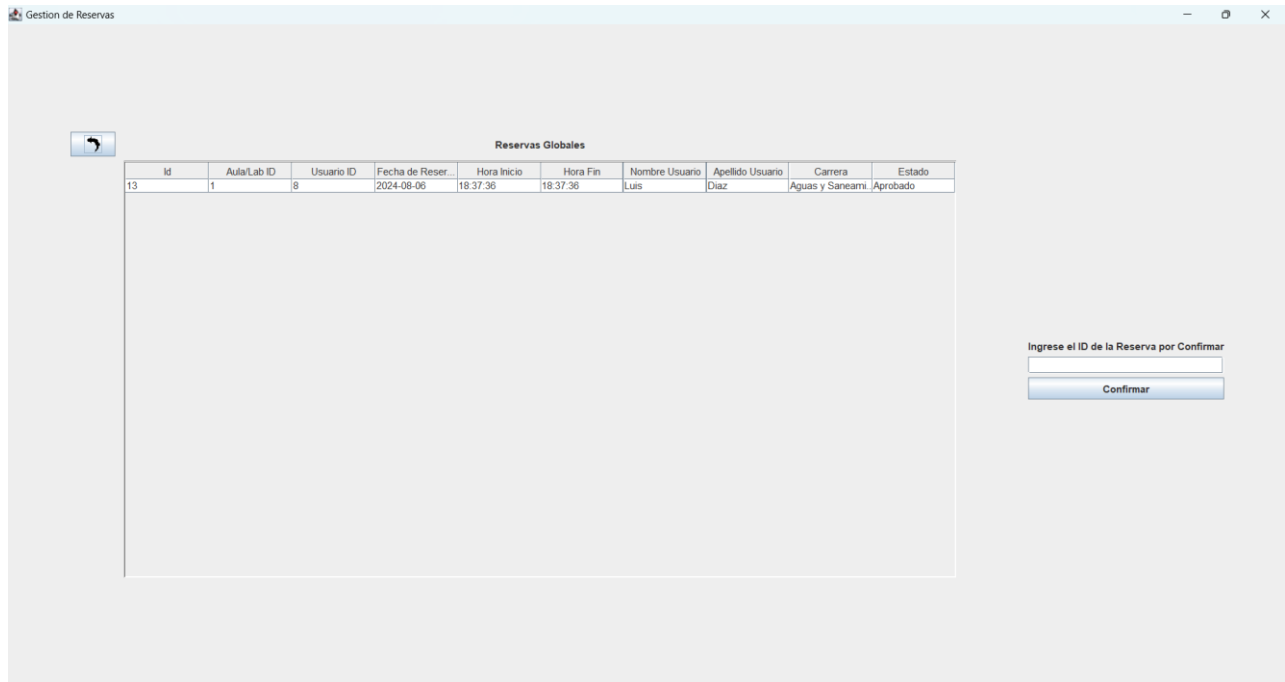 Gestion de Reservas
Reservas Globales
Id Aula/Lab ID Usuario ID Fecha de Reser... Hora Inicio Hora Fin Nombre Usuario Apellido Usuario Carrera Estado
13 1 8 2024-08-06 18:37:36 18:37:36 Luis Diaz Aguas y Saneami... Aprobado
Ingrese el ID de la Reserva por Confirmar
Confirmar